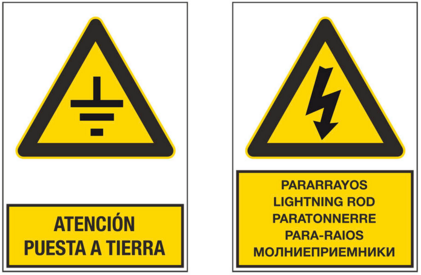 ATENCIÓN
PUESTA A TIERRA
PARARRAYOS
LIGHTNING ROD
PARATONNERRE
PARA-RAIOS
МОЛНИЕПРИЕМНИКИ